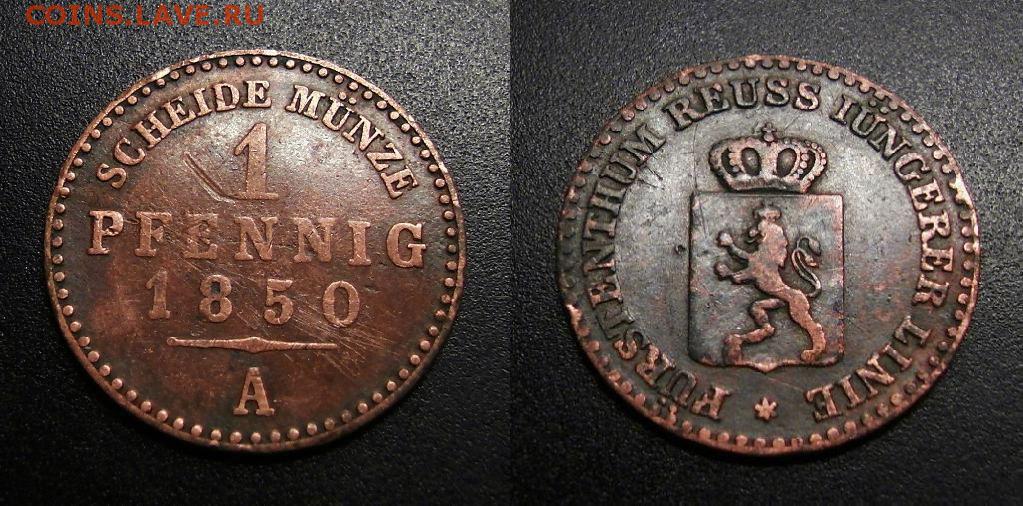 COINS.LAVE.RU
SCHEIDE MÜNZE
1
PFENNIG
1850
A
FÜRSTENTHUM REUSS IÜNGERER LINIE *